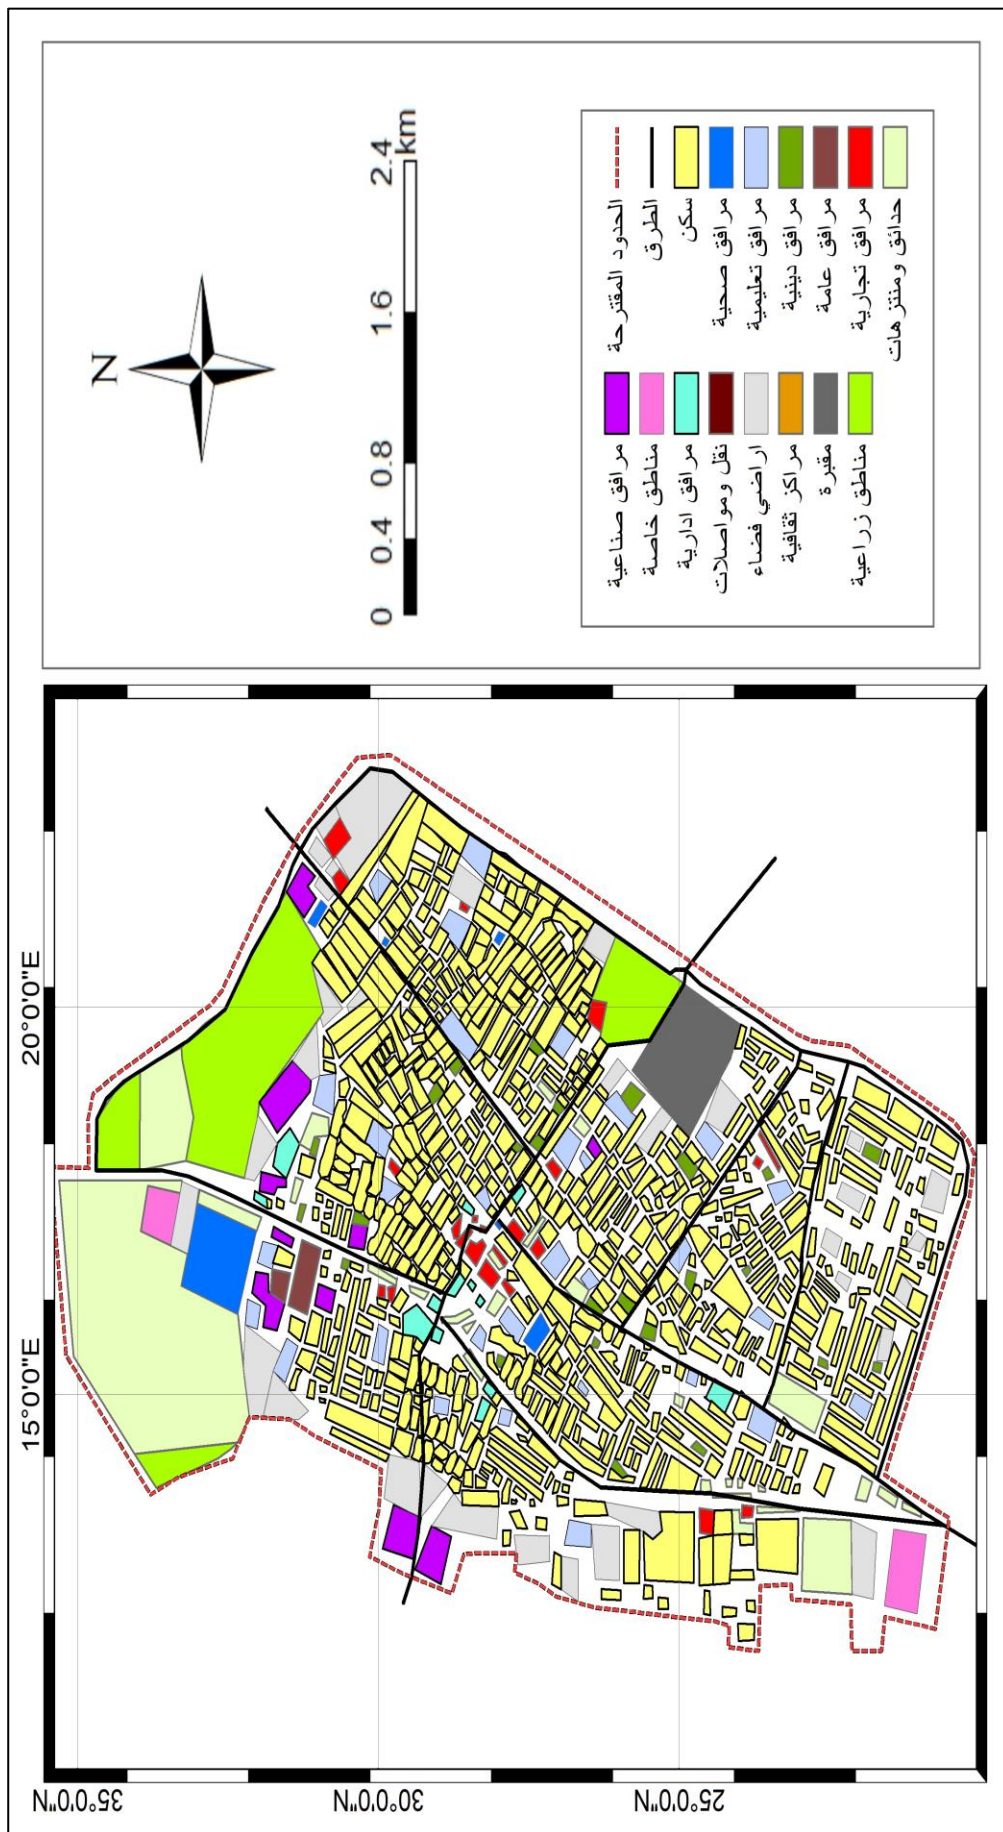 N
0 0.4 0.8 1.6 2.4
km
الحدود المقترحة
الطرق
سكن
مرافق صحية
مرافق تعليمية
مرافق دينية
مرافق عامة
مرافق تجارية
حدائق ومنتزهات
مرافق صناعية
مناطق خاصة
مرافق ادارية
نقل ومواصلات
اراضي فضاء
مراكز ثقافية
مقبرة
مناطق زراعية
15°0'0"E
20°0'0"E
35°0'0"N
30°0'0"N
25°0'0"N